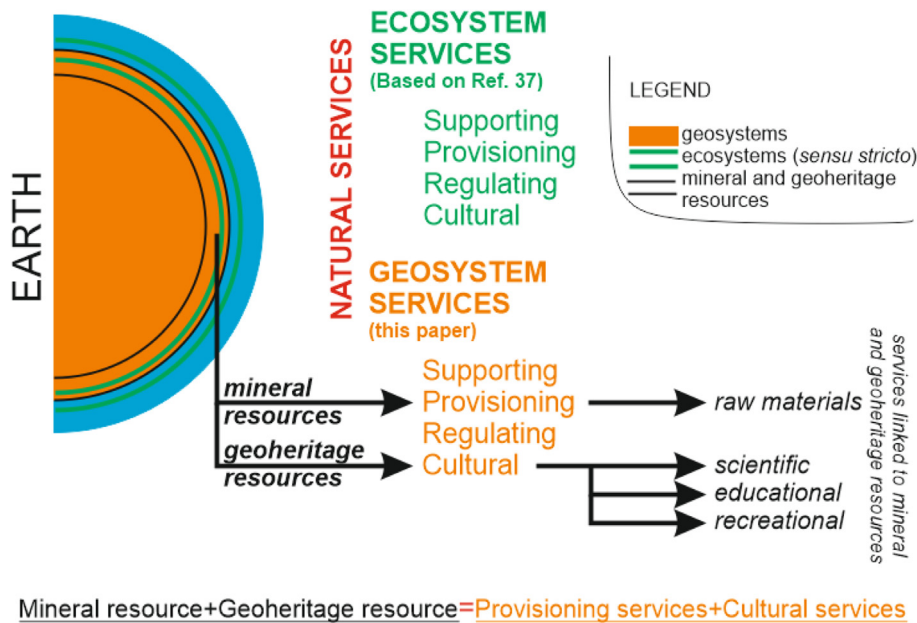 EARTH
NATURAL SERVICES
ECOSYSTEM
SERVICES
(Based on Ref. 37)
Supporting
Provisioning
Regulating
Cultural
LEGEND
geosystems
ecosystems (sensu stricto)
mineral and geoheritage
resources
GEOSYSTEM
SERVICES
(this paper)
Supporting
Provisioning
Regulating
Cultural
mineral
resources
geoheritage
resources
raw materials
scientific
educational
recreational
services linked to mineral
and geoheritage resources
Mineral resource+Geoheritage resource=Provisioning services+Cultural services